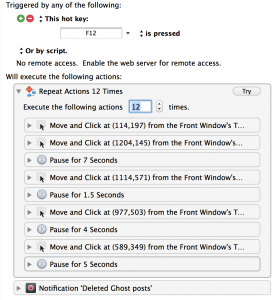 Triggered by any of the following:
This hot key:
F12
is pressed
Or by script.
No remote access. Enable the web server for remote access.
Will execute the following actions:
Repeat Actions 12 Times
Try
Execute the following actions 12 times.
Move and Click at (114,197) from the Front Window's T...
Move and Click at (1204,145) from the Front Window's...
Pause for 7 Seconds
Move and Click at (1114,571) from the Front Window's...
Pause for 1.5 Seconds
Move and Click at (977,503) from the Front Window's T...
Pause for 4 Seconds
Move and Click at (589,349) from the Front Window's T...
Pause for 5 Seconds
Notification 'Deleted Ghost posts'